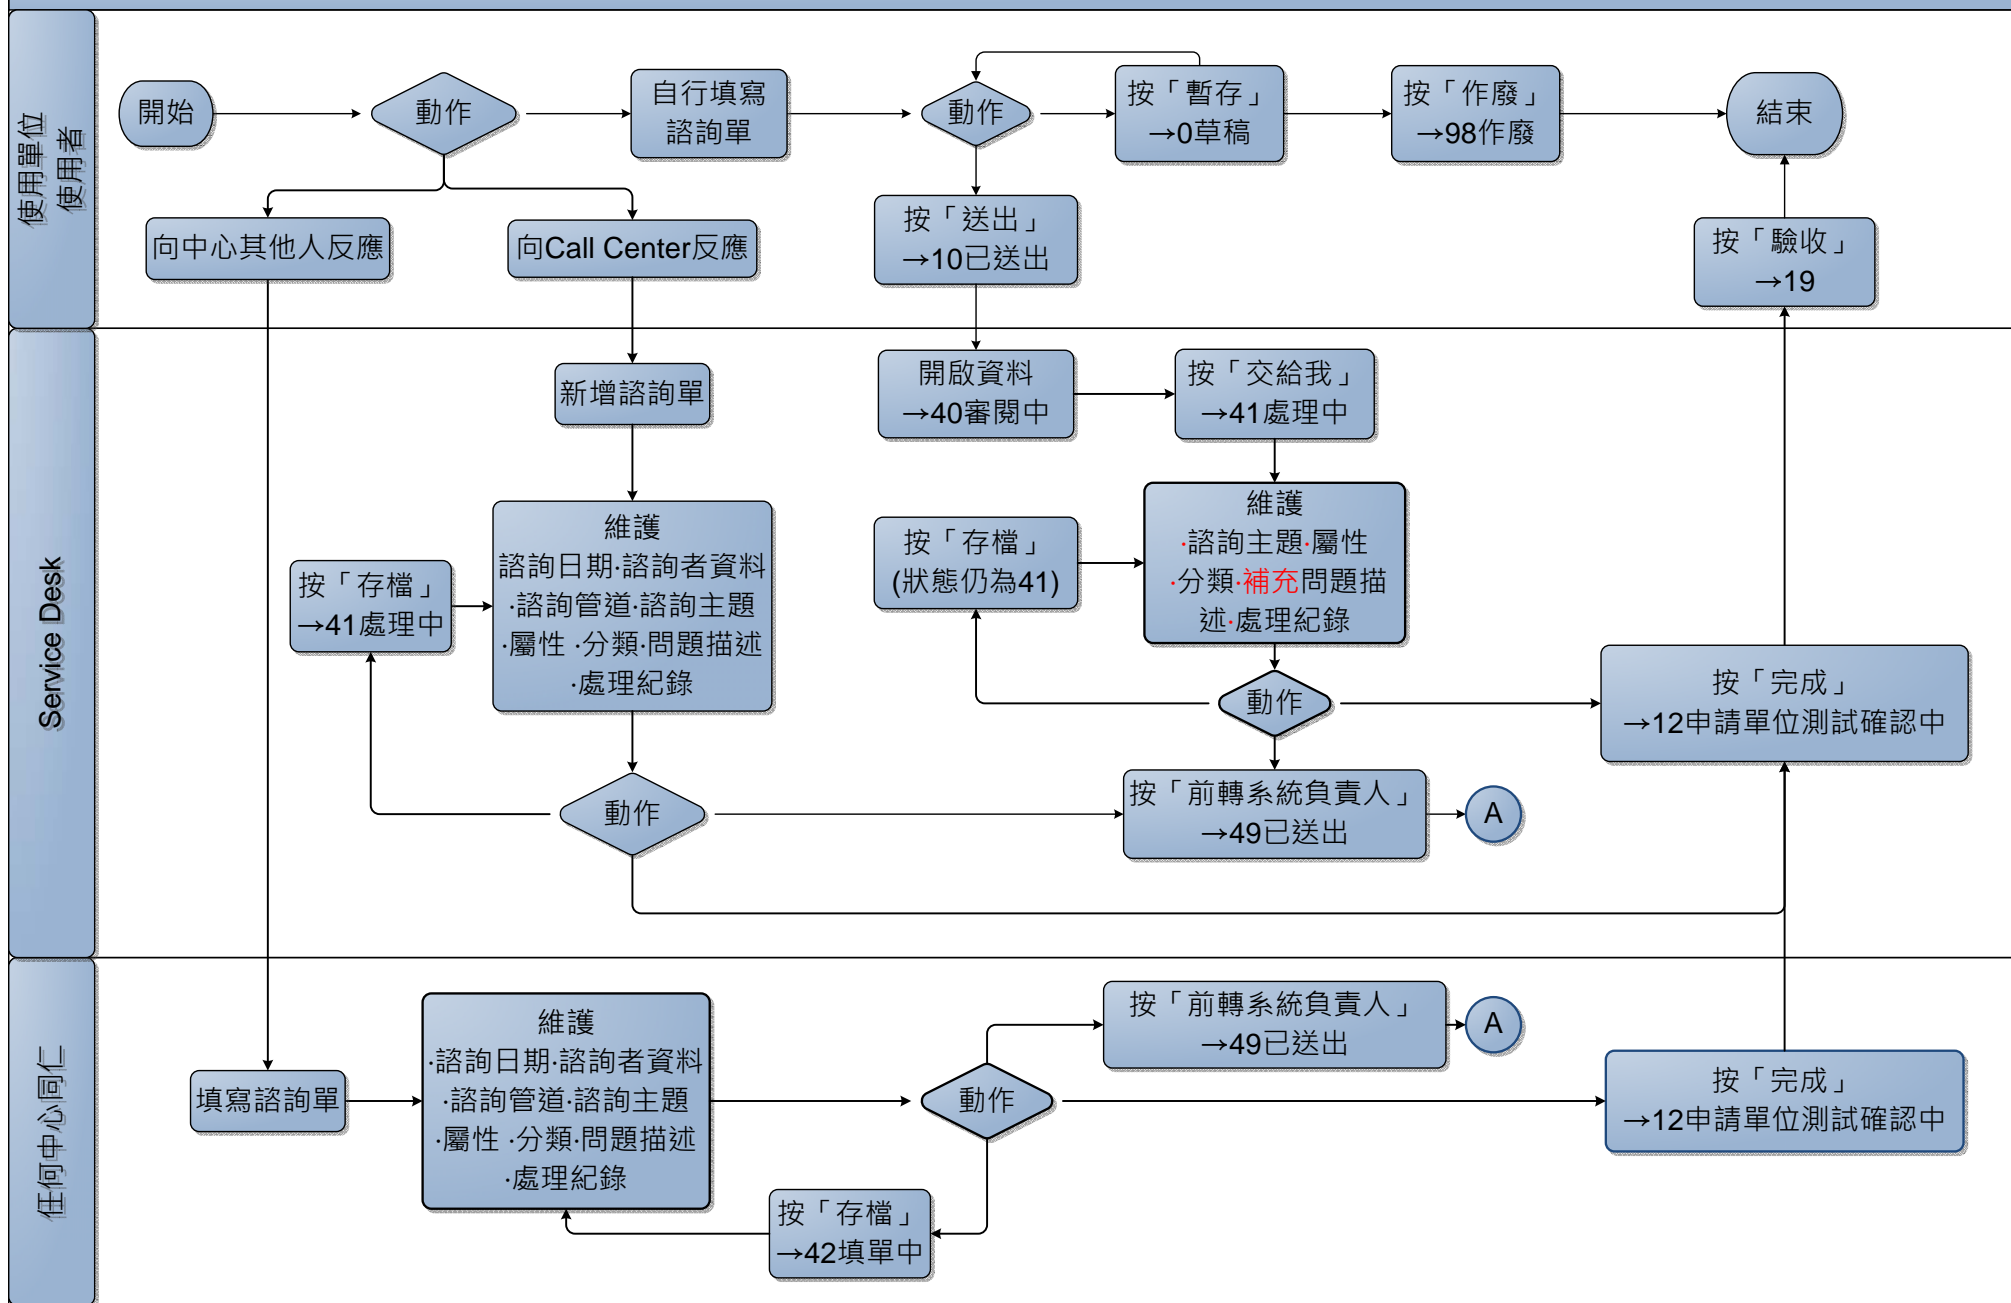 使用單位
使用者
開始
動作
自行填寫
諮詢單
動作
按「暫存」
→0草稿
按「作廢」
→98作廢
結束
向中心其他人反應
向Call Center反應
按「送出」
→10已送出
按「驗收」
→19
Service Desk
新增諮詢單
開啟資料
→40審閱中
按「交給我」
→41處理中
按「存檔」
→41處理中
維護
諮詢日期·諮詢者資料
·諮詢管道·諮詢主題
·屬性 ·分類·問題描述
·處理紀錄
按「存檔」
(狀態仍為41)
維護
·諮詢主題·屬性
·分類·補充問題描
述·處理紀錄
動作
按「完成」
→12申請單位測試確認中
動作
按「前轉系統負責人」
→49已送出
A
任何中心同仁
填寫諮詢單
維護
·諮詢日期·諮詢者資料
·諮詢管道·諮詢主題
·屬性 ·分類·問題描述
·處理紀錄
動作
按「前轉系統負責人」
→49已送出
A
按「完成」
→12申請單位測試確認中
按「存檔」
→42填單中